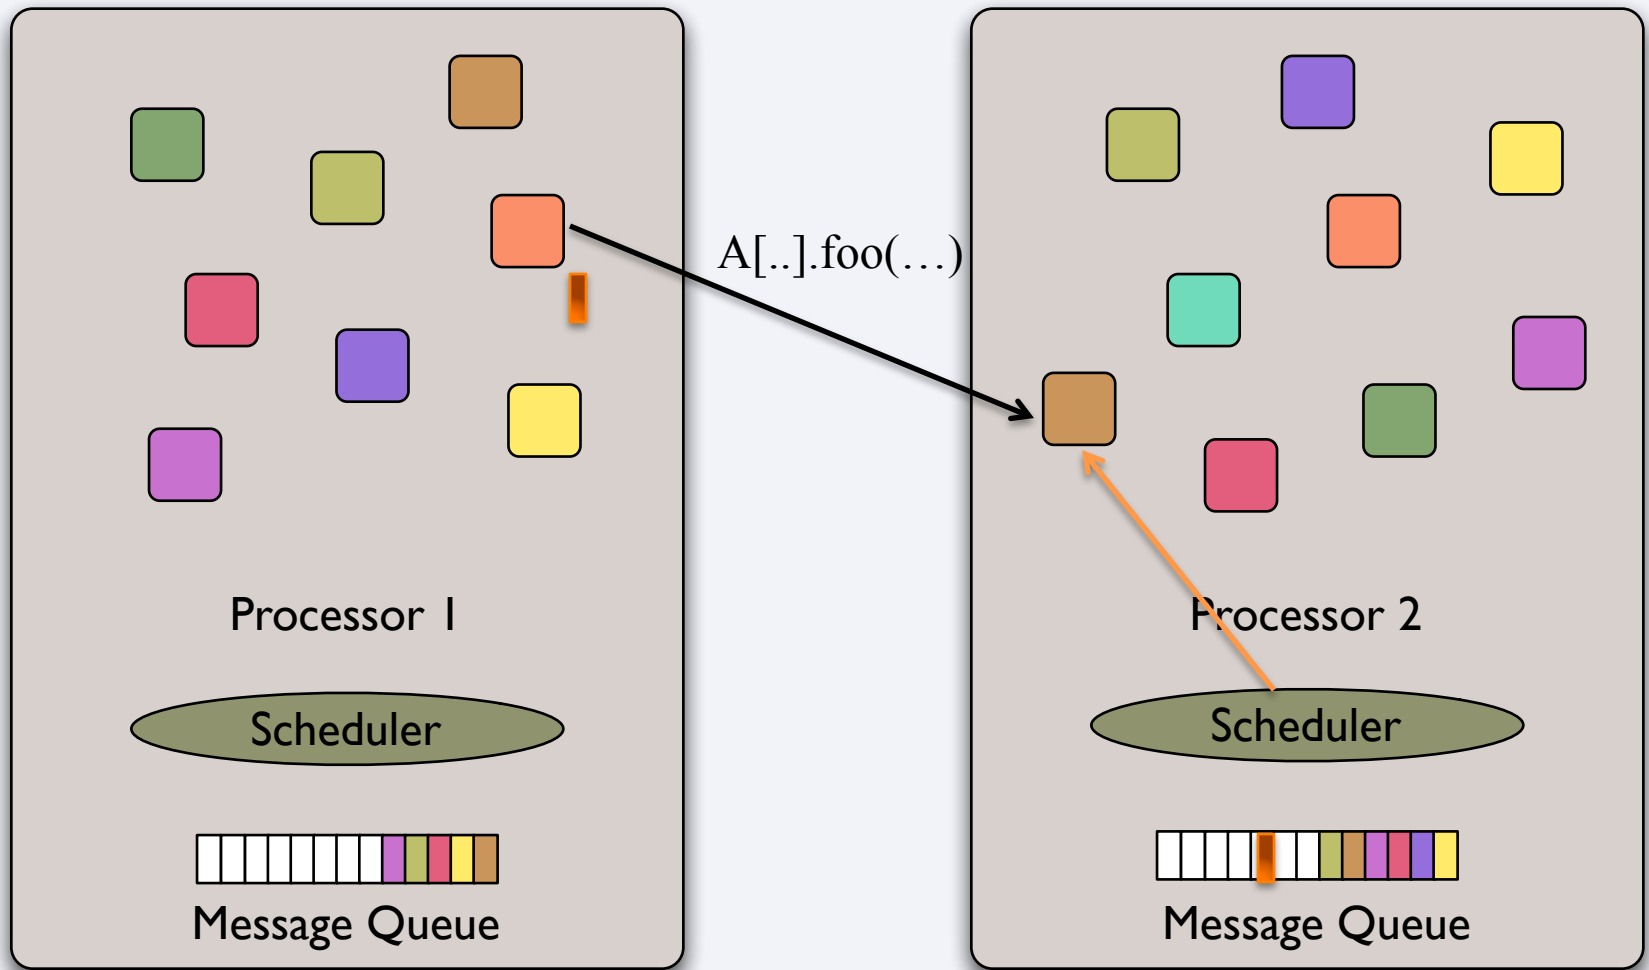 A[..].foo(…)
Processor 1
Processor 2
Scheduler
Scheduler
Message Queue
Message Queue